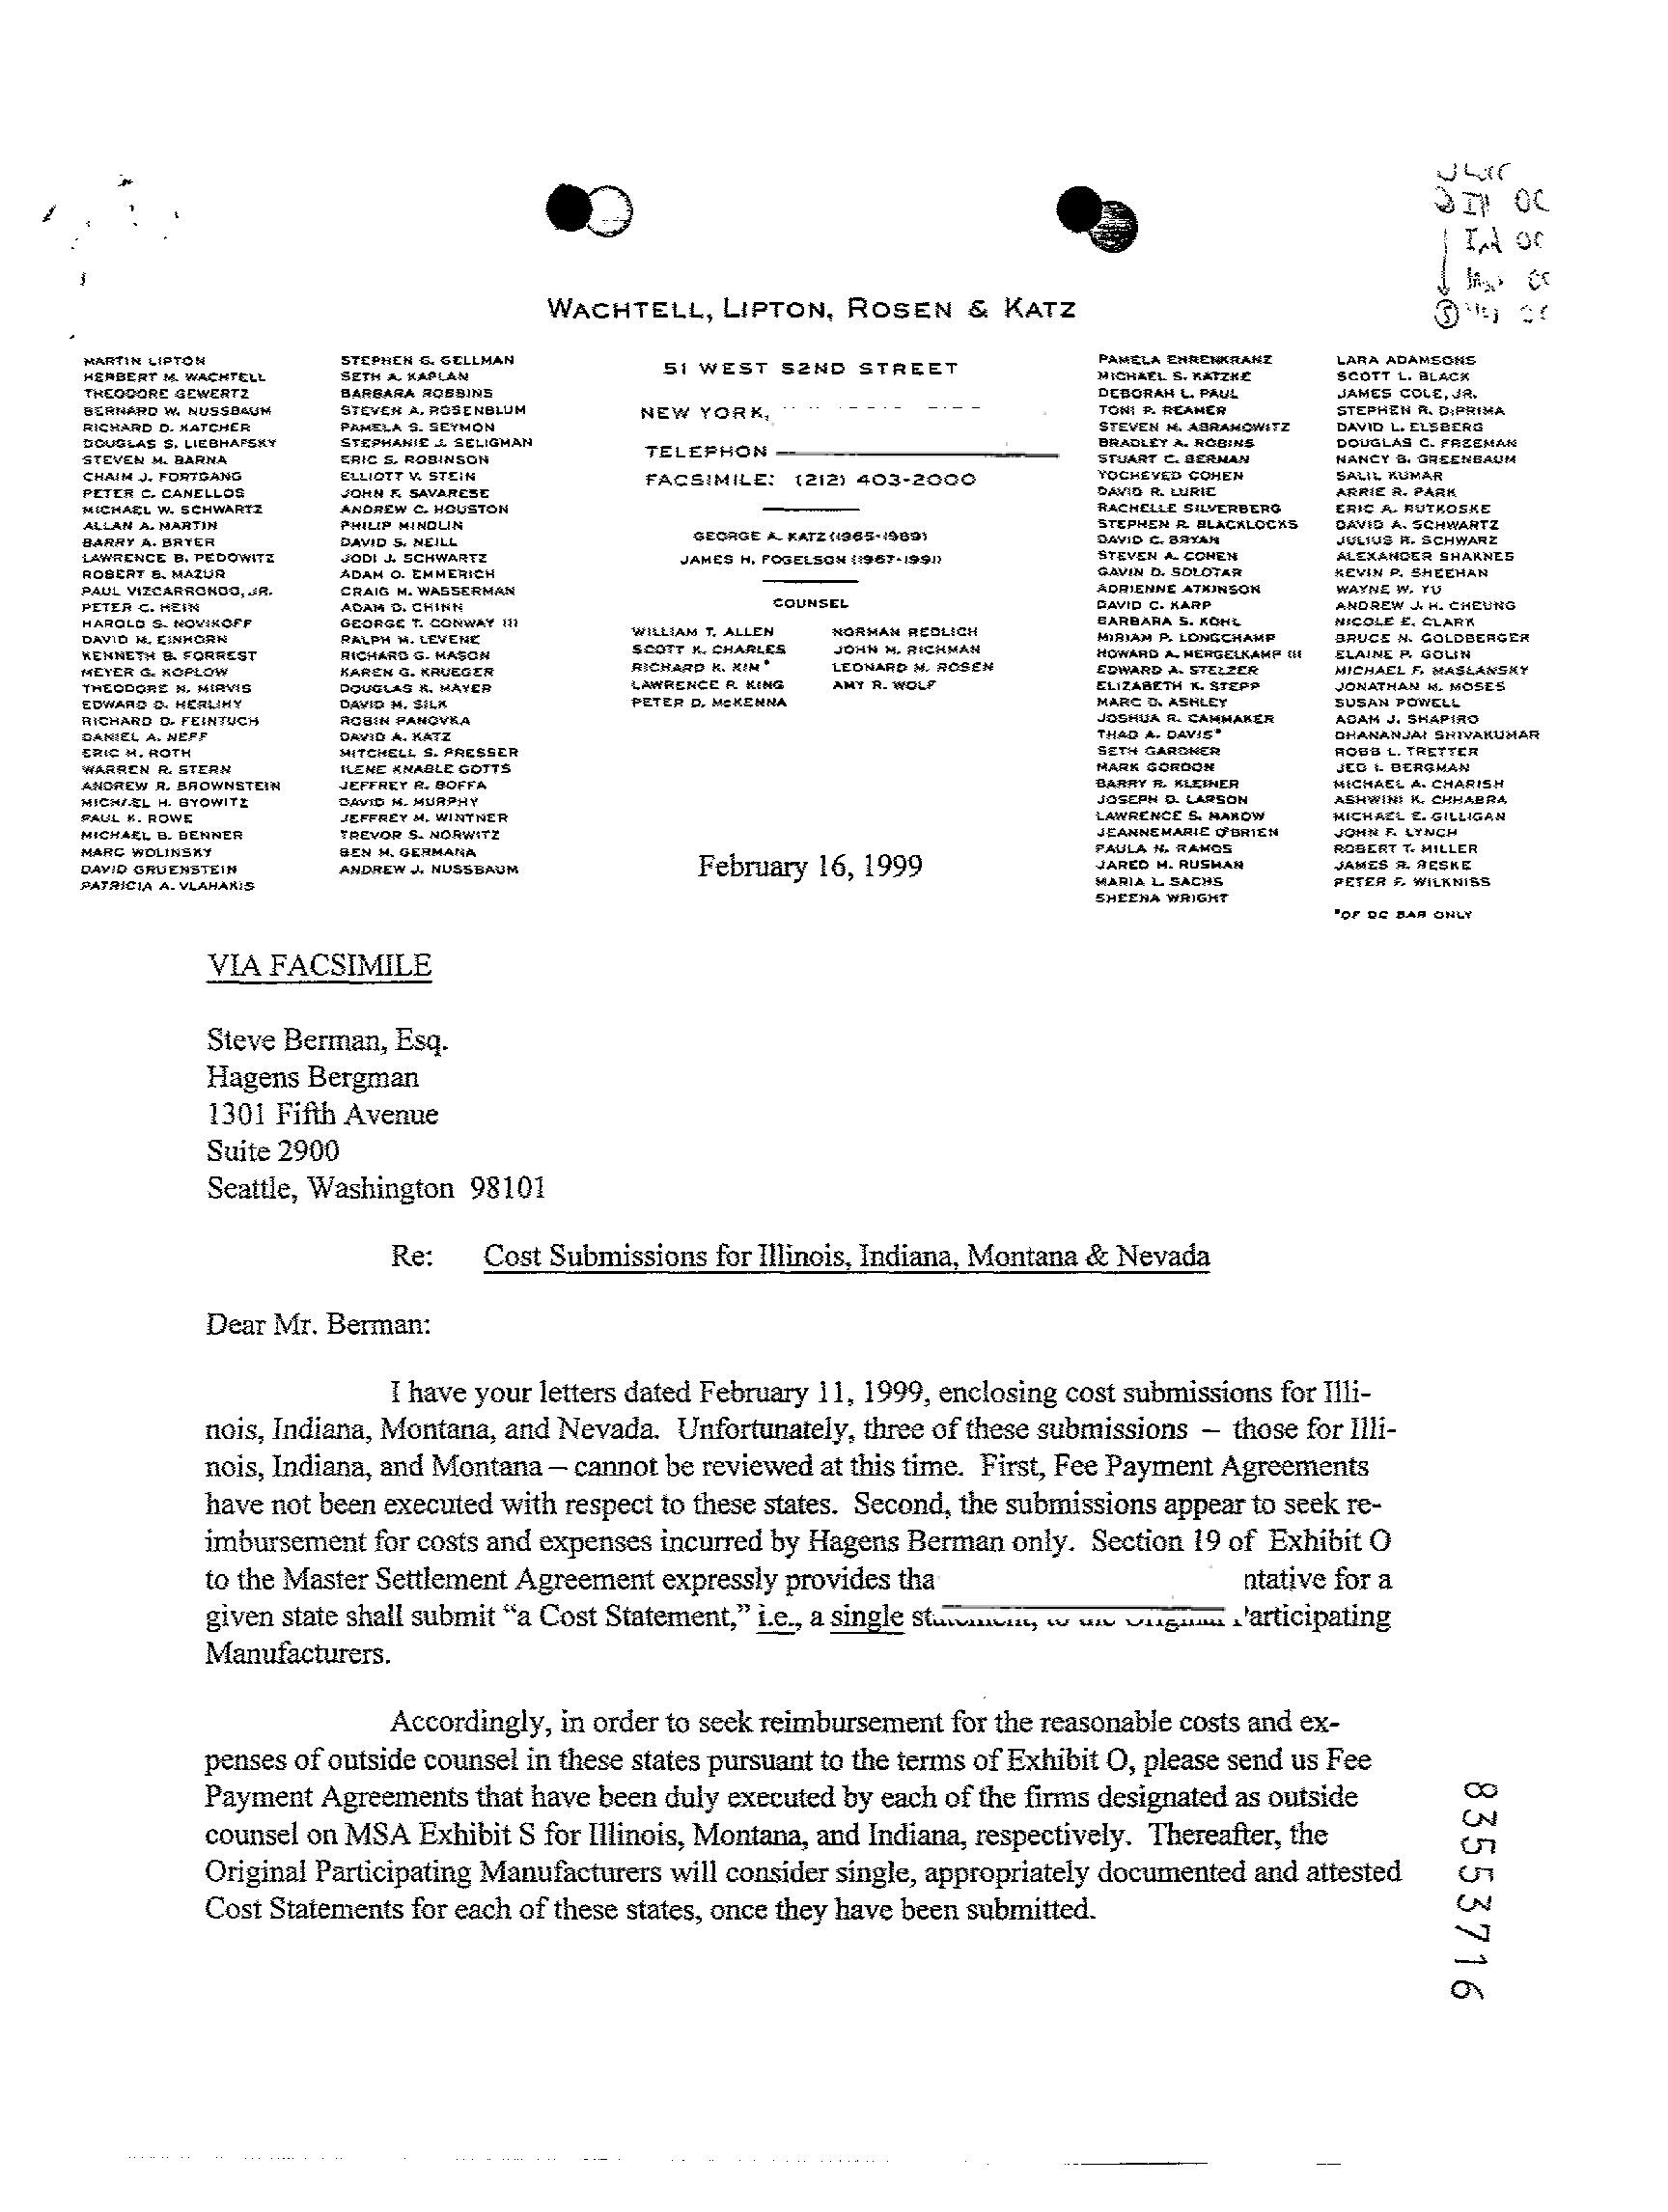 WACHTELL, LIPTON, ROSEN & KATZ
MARTIN LIPTON
HERBERT M. WACHTELL
THEODORE GEWERTZ
BERNARD W. NUSSBAUM
RICHARD D. KATCHER
DOUGLAS S. LIEBHAFSKY
STEVEN M. BARNA
CHAIM J. FORTGANG
PETER C. CANELLOS
MICHAEL W. SCHWARTZ
ALLAN A. MARTIN
BARRY A. BRYER
LAWRENCE B. PEDOWITZ
ROBERT B. MAZUR
PAUL VIZCARRONDO, JR.
PETER C. HEIN
HAROLD S. NOVIKOFF
DAVID M. EINHORN
KENNETH B. FORREST
MEYER G. KOPLOW
THEODORE N. MIRVIS
EDWARD D. HERLIHY
RICHARD D. FEINTUCH
DANIEL A. NEFF
ERIC M. ROTH
WARREN R. STERN
ANDREW R. BROWNSTEIN
MICHAEL H. BYOWITZ
PAUL K. ROWE
MICHAEL B. BENNER
MARC WOLINSKY
DAVID GRUENSTEIN
PATRICIA A. VLAHAKIS
STEPHEN G. GELLMAN
SETH A. KAPLAN
BARBARA ROBBINS
STEVEN A. ROSENBLUM
PAMELA S. SEYMON
STEPHANIE J. SELIGMAN
ERIC S. ROBINSON
ELLIOTT V. STEIN
JOHN F. SAVARESE
ANDREW C. HOUSTON
PHILIP MINDLIN
DAVID S. NEILL
JODI J. SCHWARTZ
ADAM O. EMMERICH
CRAIG M. WASSERMAN
ADAM D. CHINN
GEORGE T. CONWAY III
RALPH M. LEVENE
RICHARD G. MASON
KAREN G. KRUEGER
DOUGLAS K. MAYER
DAVID M. SILK
ROBIN PANOVKA
DAVID A. KATZ
MITCHELL S. PRESSER
ILENE KNABLE GOTTS
JEFFREY R. BOFFA
DAVID M. MURPHY
JEFFREY M. WINTNER
TREVOR S. NORWITZ
BEN M. GERMANA
ANDREW J. NUSSBAUM
51 WEST 52ND STREET
NEW YORK,
TELEPHON
FACSIMILE: (212) 403-2000
GEORGE A. KATZ (1965-1989)
JAMES H. FOGELSON (1967-1991)
COUNSEL
WILLIAM T. ALLEN
SCOTT K. CHARLES
RICHARD K. KIM*
LAWRENCE P. KING
PETER D. McKENNA
NORMAN REDLICH
JOHN M. RICHMAN
LEONARD M. ROSEN
AMY R. WOLF
PAMELA EHRENKRANZ
MICHAEL S. KATZKE
DEBORAH L. PAUL
TONI P. REAMER
STEVEN M. ABRAMOWITZ
BRADLEY A. ROBINS
STUART C. BERMAN
YOCHEVED COHEN
DAVID R. LURIE
RACHELLE SILVERBERG
STEPHEN R. BLACKLOCKS
DAVID C. BRYAN
STEVEN A. COHEN
GAVIN D. SOLOTAR
ADRIENNE ATKINSON
DAVID C. KARP
BARBARA S. KOHL
MIRIAM P. LONGCHAMP
HOWARD A. MERGELKAMP III
EDWARD A. STELZER
ELIZABETH K. STEPP
MARC D. ASHLEY
JOSHUA R. CAMMAKER
THAD A. DAVIS*
SETH GARDNER
MARK GORDON
BARRY R. KLEINER
JOSEPH D. LARSON
LAWRENCE S. MAKOW
JEANNEMARIE O'BRIEN
PAULA N. RAMOS
JARED M. RUSMAN
MARIA L. SACHS
SHEENA WRIGHT
LARA ADAMSONS
SCOTT L. BLACK
JAMES COLE, JR.
STEPHEN R. DiPRIMA
DAVID L. ELSBERG
DOUGLAS C. FREEMAN
NANCY B. GREENBAUM
SALIL KUMAR
ARRIE R. PARK
ERIC A. RUTKOSKE
DAVID A. SCHWARTZ
JULIUS R. SCHWARZ
ALEXANDER SHAKNES
KEVIN P. SHEEHAN
WAYNE W. YU
ANDREW J. H. CHEUNG
NICOLE E. CLARK
BRUCE N. GOLDBERGER
ELAINE P. GOLIN
MICHAEL F. MASLANSKY
JONATHAN M. MOSES
SUSAN POWELL
ADAM J. SHAPIRO
DHANANJAI SHIVAKUMAR
ROBB L. TRETTER
JED I. BERGMAN
MICHAEL A. CHARISH
ASHWINI K. CHHABRA
MICHAEL E. GILLIGAN
JOHN F. LYNCH
ROBERT T. MILLER
JAMES R. RESKE
PETER F. WILKNISS
*OF DC BAR ONLY
February 16, 1999
VIA FACSIMILE
Steve Berman, Esq.
Hagens Bergman
1301 Fifth Avenue
Suite 2900
Seattle, Washington 98101
Re: Cost Submissions for Illinois, Indiana, Montana & Nevada
Dear Mr. Berman:
I have your letters dated February 11, 1999, enclosing cost submissions for Illi-
nois, Indiana, Montana, and Nevada. Unfortunately, three of these submissions – those for Illi-
nois, Indiana, and Montana – cannot be reviewed at this time. First, Fee Payment Agreements
have not been executed with respect to these states. Second, the submissions appear to seek re-
imbursement for costs and expenses incurred by Hagens Berman only. Section 19 of Exhibit O
to the Master Settlement Agreement expressly provides tha ntative for a
given state shall submit “a Cost Statement,” i.e., a single statement, to the Original Participating
Manufacturers.
Accordingly, in order to seek reimbursement for the reasonable costs and ex-
penses of outside counsel in these states pursuant to the terms of Exhibit O, please send us Fee
Payment Agreements that have been duly executed by each of the firms designated as outside
counsel on MSA Exhibit S for Illinois, Montana, and Indiana, respectively. Thereafter, the
Original Participating Manufacturers will consider single, appropriately documented and attested
Cost Statements for each of these states, once they have been submitted.
83553716